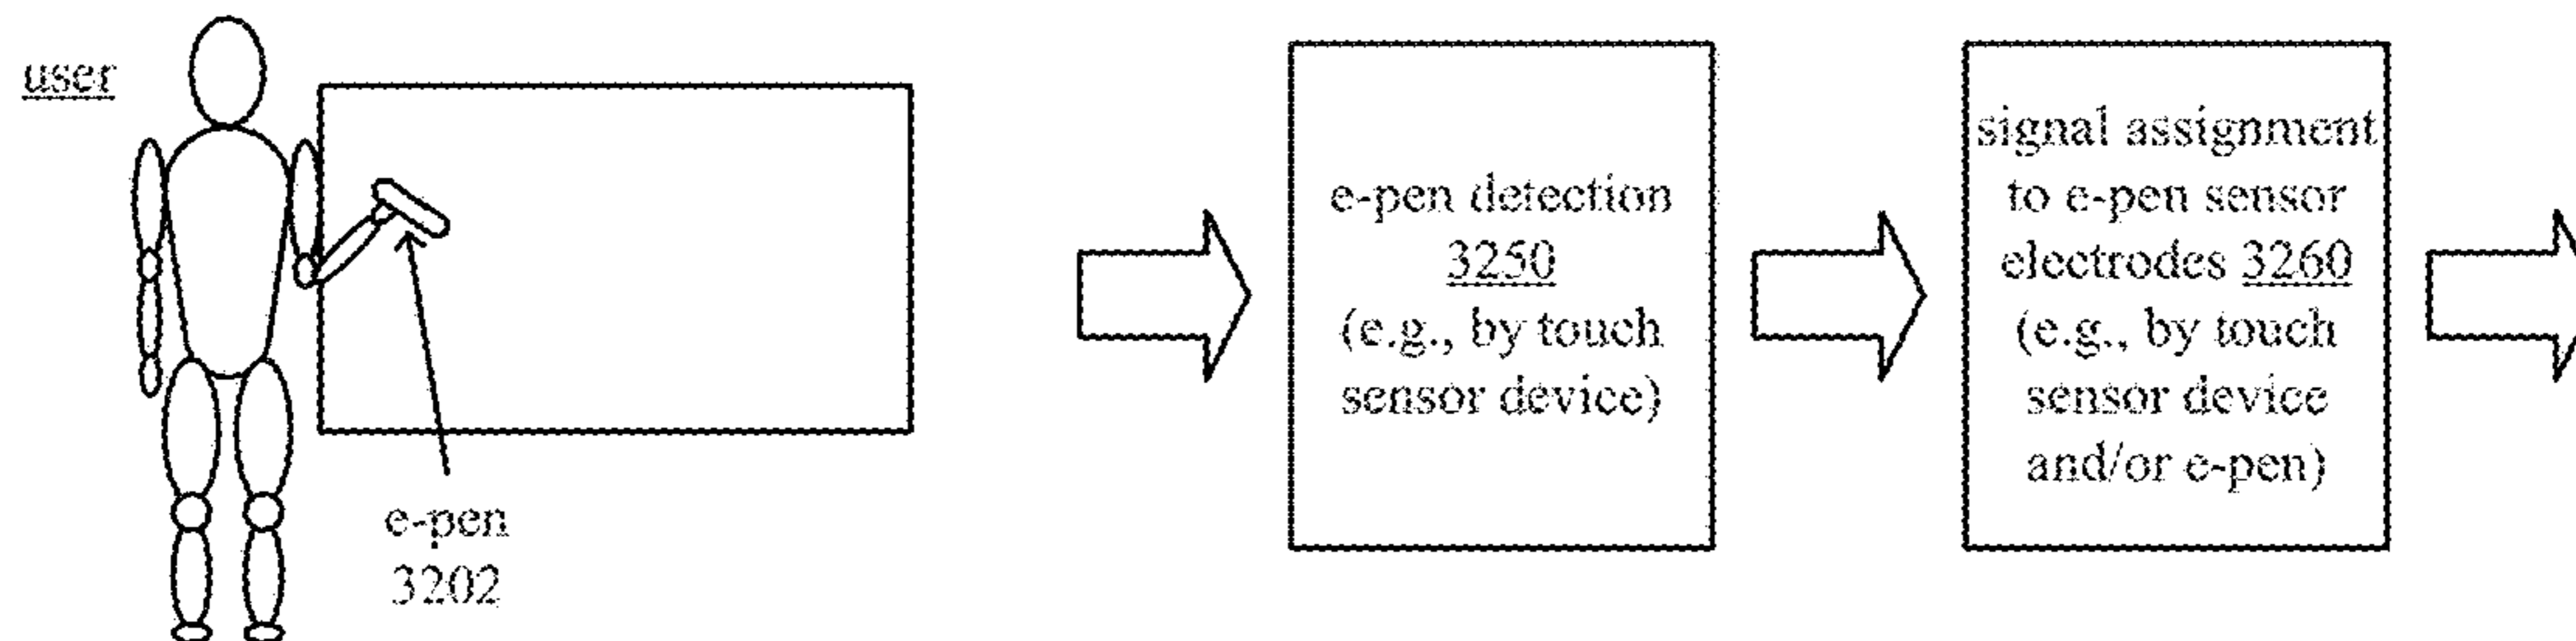 user
e-pen
3202
e-pen detection
3250
(e.g., by touch
sensor device)
signal assignment
to e-pen sensor
electrodes 3260
(e.g., by touch
sensor device
and/or e-pen)